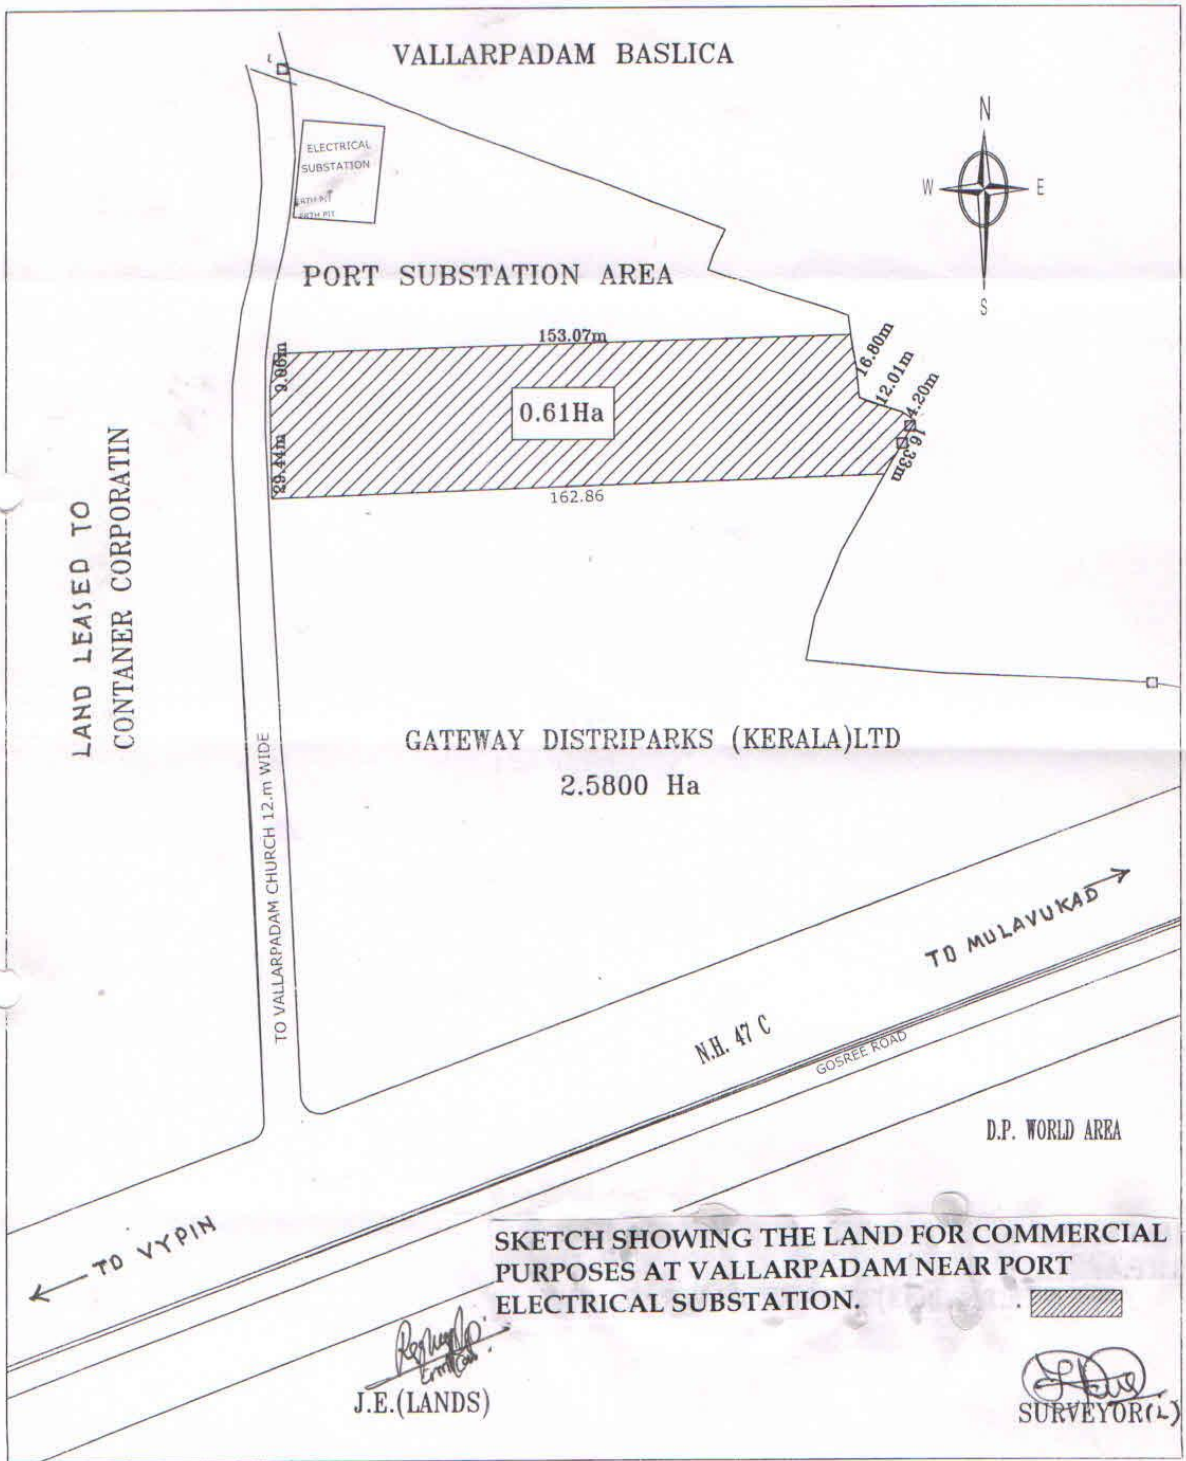 VALLARPADAM BASLICA
N
W
E
S
ELECTRICAL
SUBSTATION
PORT SUBSTATION AREA
153.07m
9.06m
29.44m
0.61Ha
162.86
16.80m
12.01m
4.20m
16.33m
LAND LEASED TO
CONTANER CORPORATIN
TO VALLARPADAM CHURCH 12.m WIDE
GATEWAY DISTRIPARKS (KERALA)LTD
2.5800 Ha
TO MULAVUKAD
N.H. 47 C
GOSREE ROAD
D.P. WORLD AREA
TO VYPIN
SKETCH SHOWING THE LAND FOR COMMERCIAL
PURPOSES AT VALLARPADAM NEAR PORT
ELECTRICAL SUBSTATION.
J.E.(LANDS)
SURVEYOR(L)